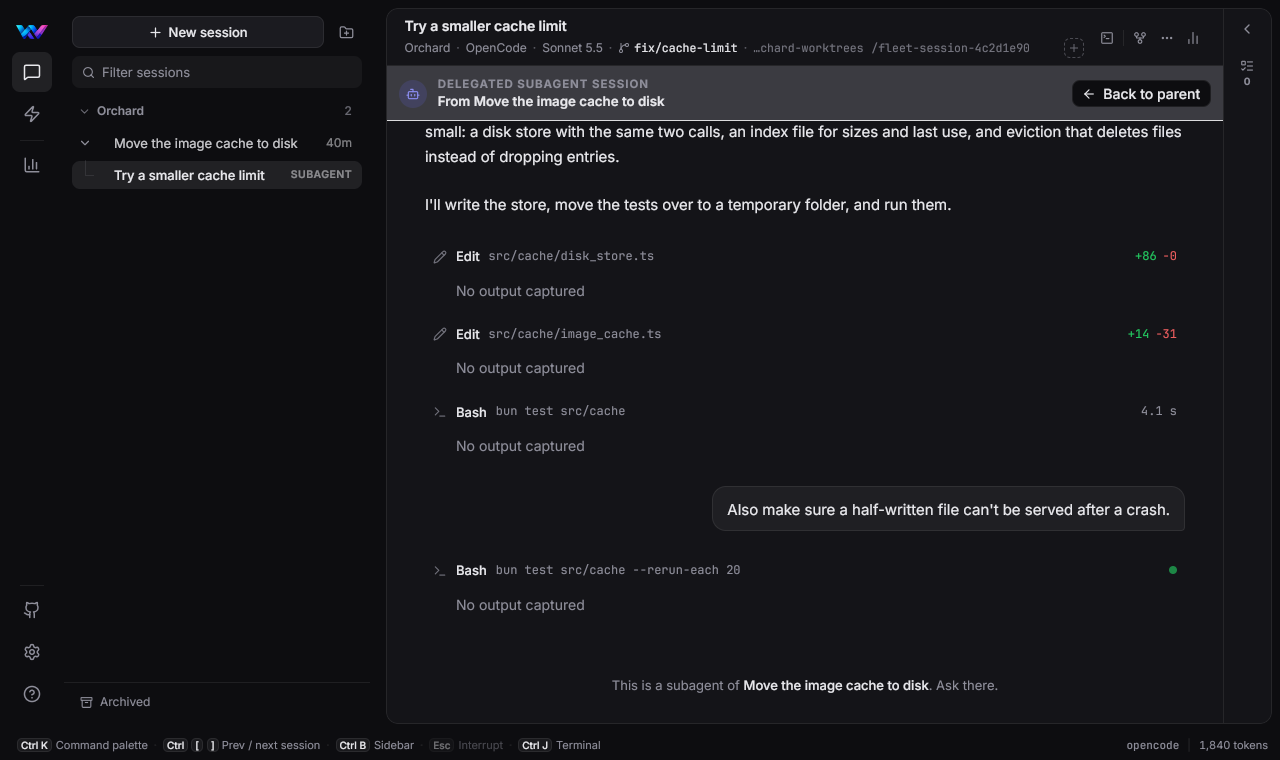 New session
Filter sessions
Orchard 2
Move the image cache to disk 40m
Try a smaller cache limit SUBAGENT
Archived
Try a smaller cache limit
Orchard · OpenCode · Sonnet 5.5 · fix/cache-limit · …chard-worktrees /fleet-session-4c2d1e90
DELEGATED SUBAGENT SESSION
From Move the image cache to disk
Back to parent
0
small: a disk store with the same two calls, an index file for sizes and last use, and eviction that deletes files
instead of dropping entries.
I'll write the store, move the tests over to a temporary folder, and run them.
Edit src/cache/disk_store.ts +86 -0
No output captured
Edit src/cache/image_cache.ts +14 -31
No output captured
Bash bun test src/cache 4.1 s
No output captured
Also make sure a half-written file can't be served after a crash.
Bash bun test src/cache --rerun-each 20
No output captured
This is a subagent of Move the image cache to disk. Ask there.
Ctrl K Command palette · Ctrl [ ] Prev / next session · Ctrl B Sidebar · Esc Interrupt · Ctrl J Terminal
opencode 1,840 tokens